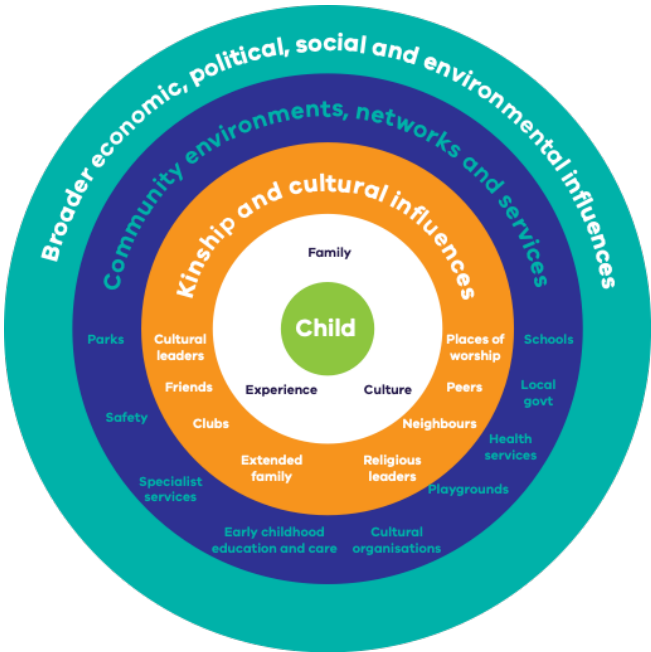 Broader economic, political, social and environmental influences
Community environments, networks and services
Kinship and cultural influences
Family
Child
Experience
Culture
Cultural
leaders
Friends
Clubs
Extended
family
Religious
leaders
Neighbours
Peers
Places of
worship
Parks
Safety
Specialist
services
Early childhood
education and care
Cultural
organisations
Playgrounds
Health
services
Local
govt
Schools